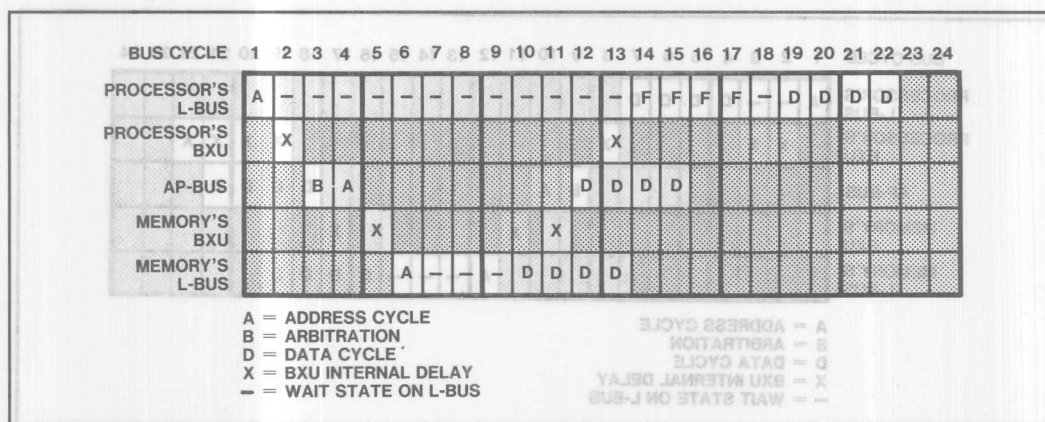 BUS CYCLE 1 2 3 4 5 6 7 8 9 10 11 12 13 14 15 16 17 18 19 20 21 22 23 24
PROCESSOR'S L-BUS A – – – – – – – – – – – – F F F F – D D D D
PROCESSOR'S BXU X X
AP-BUS B A D D D D
MEMORY'S BXU X X
MEMORY'S L-BUS A – – – D D D D
A = ADDRESS CYCLE
B = ARBITRATION
D = DATA CYCLE
X = BXU INTERNAL DELAY
– = WAIT STATE ON L-BUS